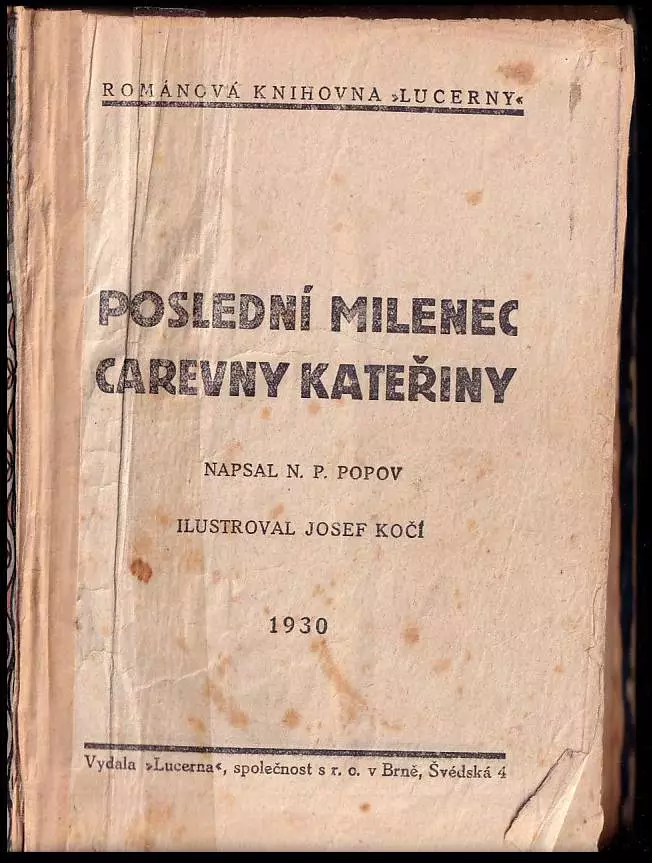 ROMÁNOVÁ KNIHOVNA »LUCERNY«
POSLEDNÍ MILENEC
CAREVNY KATEŘINY
NAPSAL N. P. POPOV
ILUSTROVAL JOSEF KOČÍ
1930
Vydala »Lucerna«, společnost s r. o. v Brně, Švédská 4